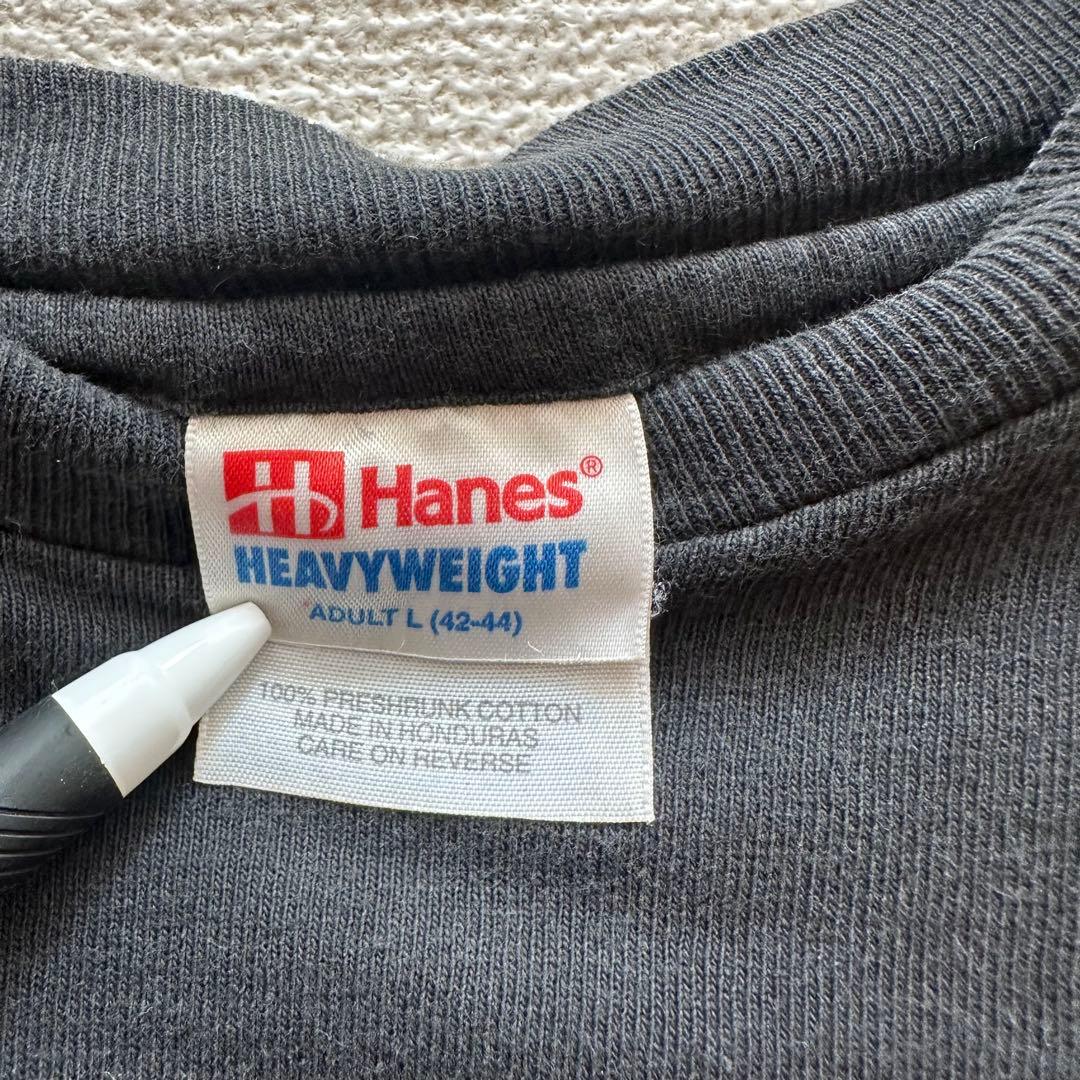 H Hanes®
HEAVYWEIGHT
ADULT L (42-44)
100% PRESHRUNK COTTON
MADE IN HONDURAS
CARE ON REVERSE